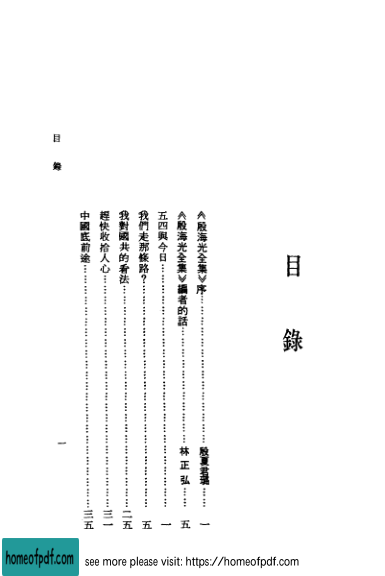 目錄
《殷海光全集》序……殷夏君璐……一
《殷海光全集》編者的話……林正弘……五
五四與今日……一
我們走那條路？……五
我對國共的看法……二五
趕快收拾人心……三一
中國底前途……三五
目錄
一
homeofpdf.com
see more please visit: https://homeofpdf.com